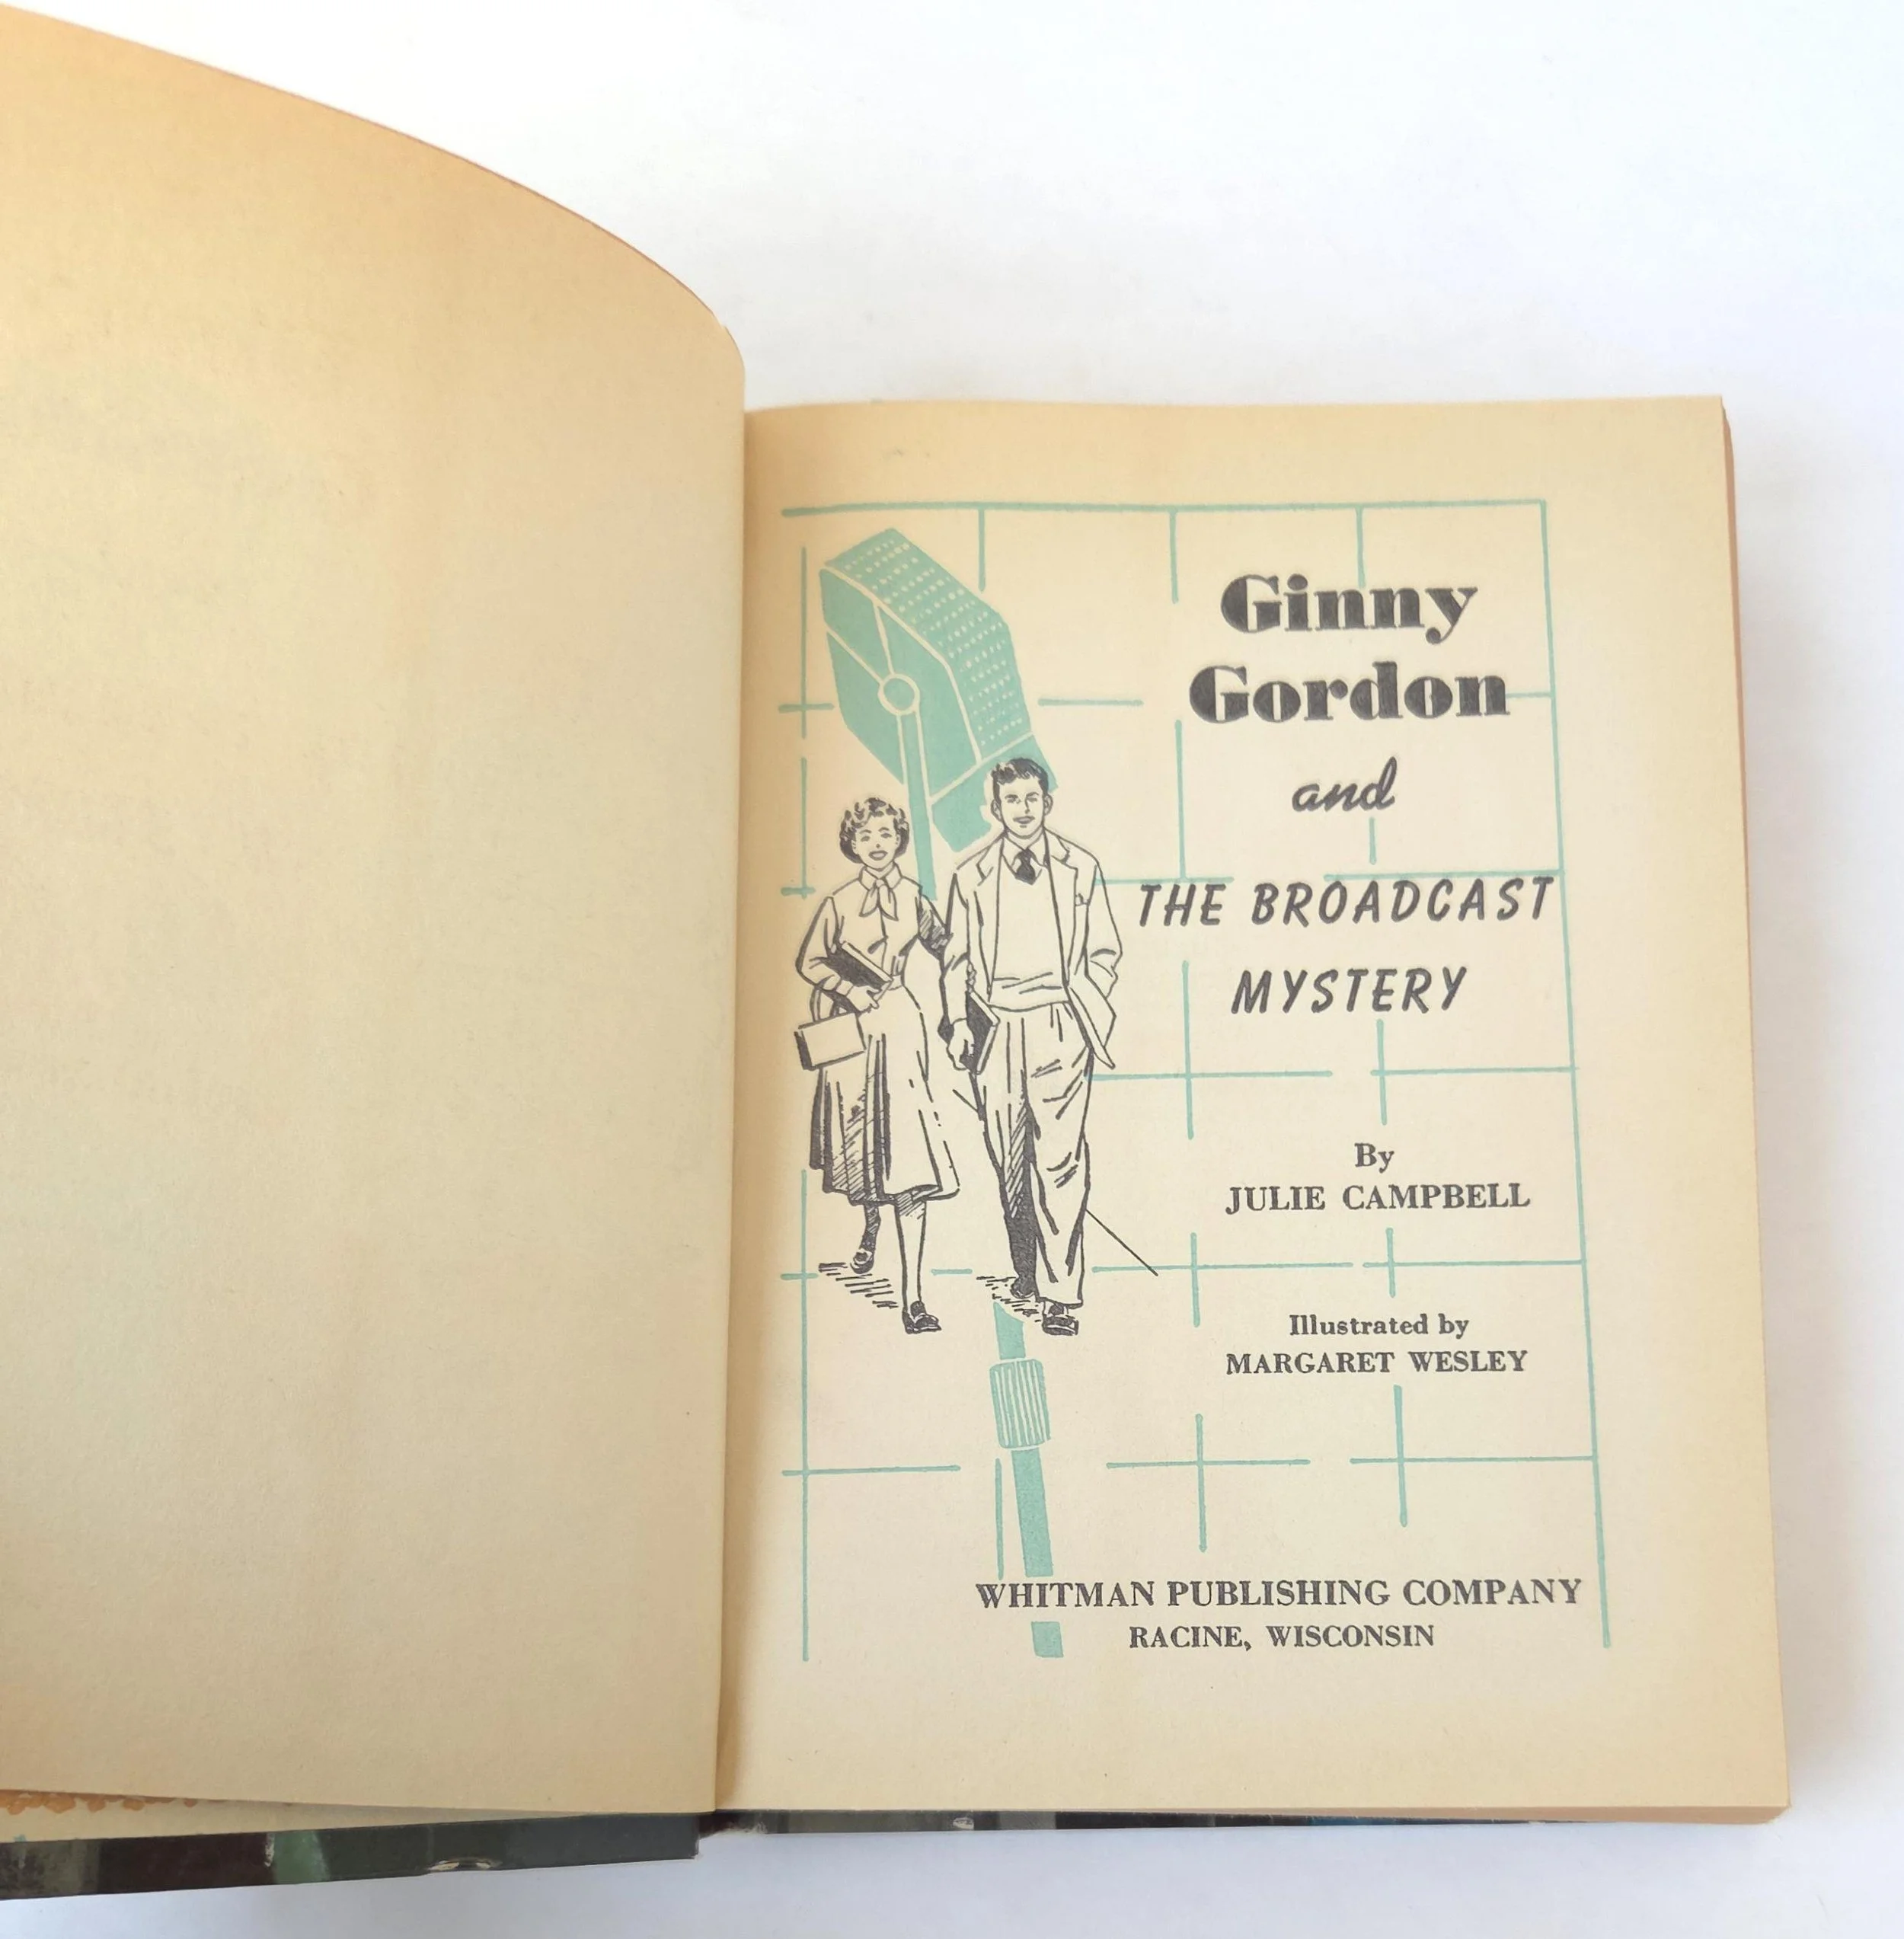 Ginny
Gordon
and
THE BROADCAST
MYSTERY
By
JULIE CAMPBELL
Illustrated by
MARGARET WESLEY
WHITMAN PUBLISHING COMPANY
RACINE, WISCONSIN